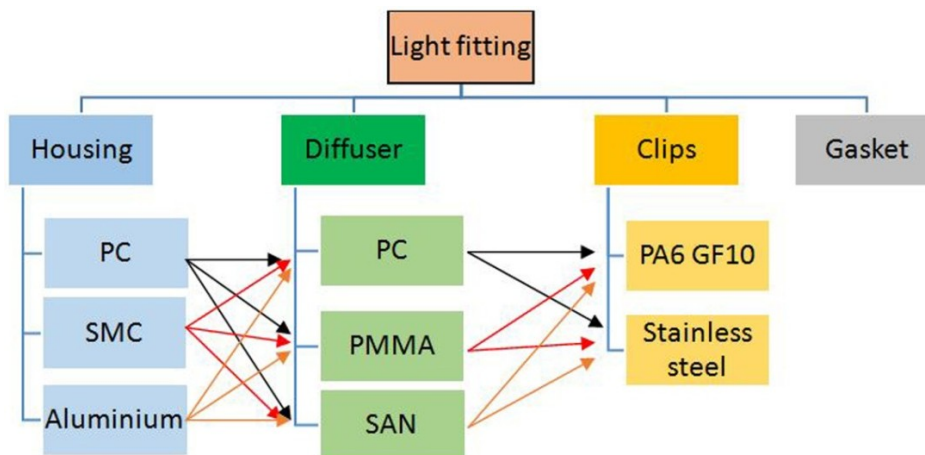 Light fitting
Housing
Diffuser
Clips
Gasket
PC
PC
PA6 GF10
SMC
PMMA
Stainless
steel
Aluminium
SAN